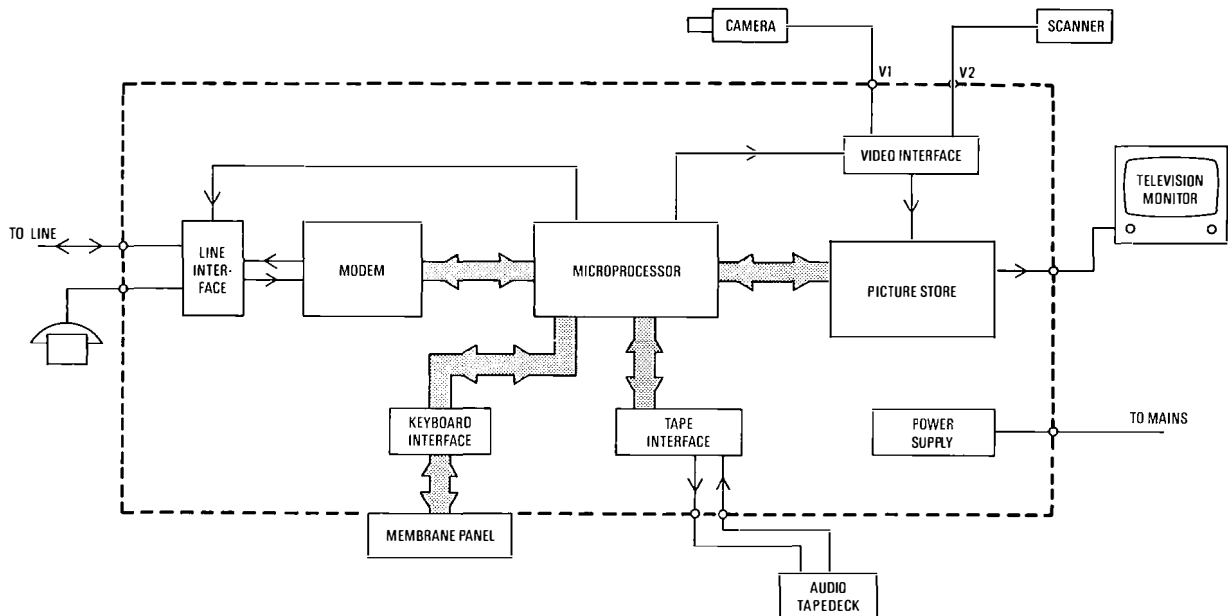 CAMERA
SCANNER
V1
V2
VIDEO INTERFACE
TELEVISION
MONITOR
TO LINE
LINE
INTER-
FACE
MODEM
MICROPROCESSOR
PICTURE STORE
KEYBOARD
INTERFACE
TAPE
INTERFACE
POWER
SUPPLY
TO MAINS
MEMBRANE PANEL
AUDIO
TAPEDECK